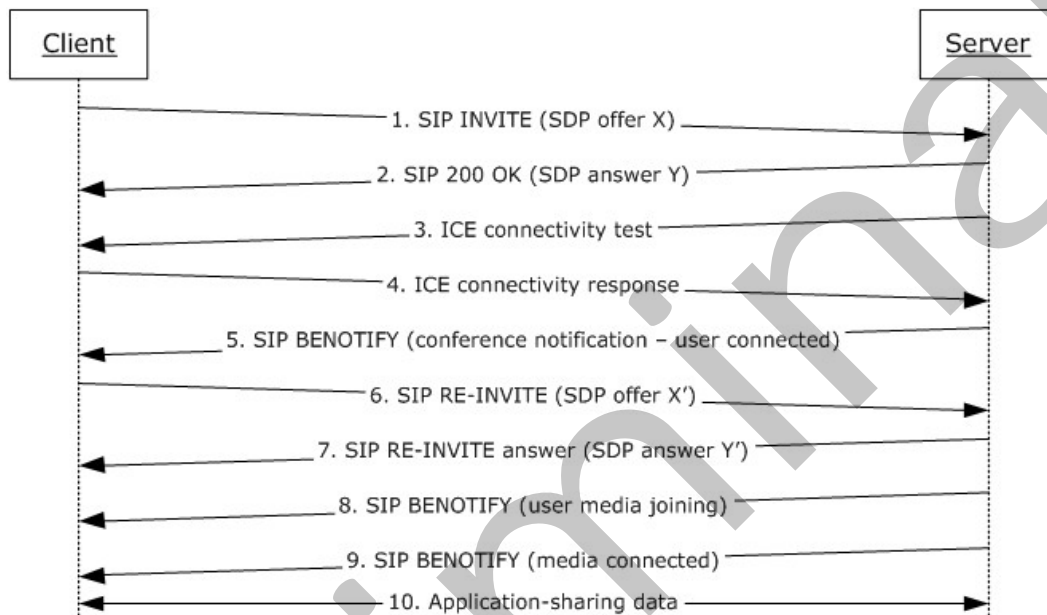 Client
Server
1. SIP INVITE (SDP offer X)
2. SIP 200 OK (SDP answer Y)
3. ICE connectivity test
4. ICE connectivity response
5. SIP BENOTIFY (conference notification – user connected)
6. SIP RE-INVITE (SDP offer X’)
7. SIP RE-INVITE answer (SDP answer Y’)
8. SIP BENOTIFY (user media joining)
9. SIP BENOTIFY (media connected)
10. Application-sharing data